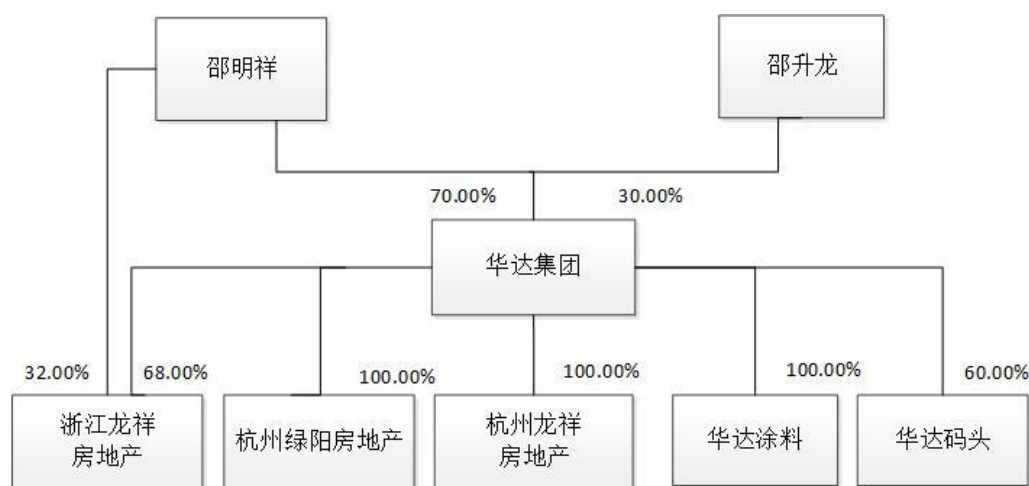 邵明祥
邵升龙
70.00%
30.00%
华达集团
32.00%
68.00%
100.00%
100.00%
100.00%
60.00%
浙江龙祥
房地产
杭州绿阳房地产
杭州龙祥
房地产
华达涂料
华达码头